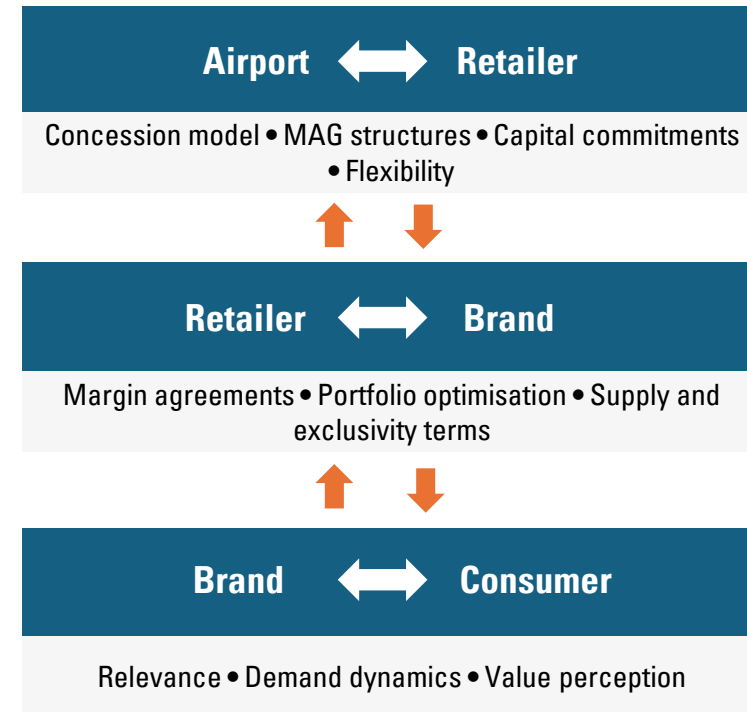 Airport Retailer
Concession model • MAG structures • Capital commitments
• Flexibility
Retailer Brand
Margin agreements • Portfolio optimisation • Supply and
exclusivity terms
Brand Consumer
Relevance • Demand dynamics • Value perception